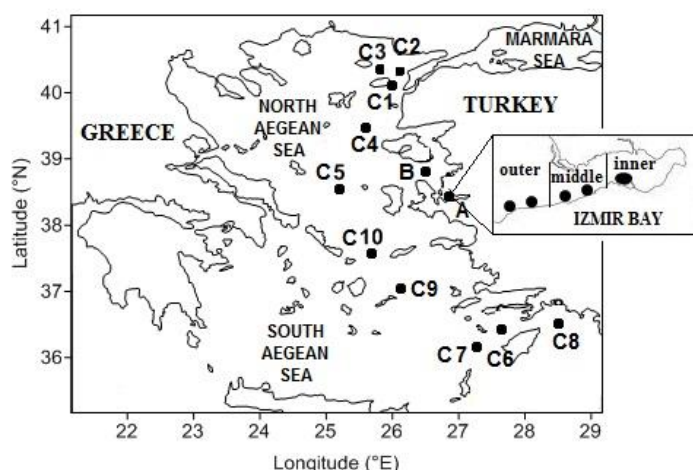 41
40
39
38
37
36
Latitude (°N)
22 23 24 25 26 27 28 29
Longitude (°E)
C3 C2
MARMARA
SEA
C1
NORTH
AEGEAN
SEA
TURKEY
GREECE
C4
B
C5
A
outer middle inner
IZMIR BAY
C10
C9
SOUTH
AEGEAN
SEA
C7 C6 C8